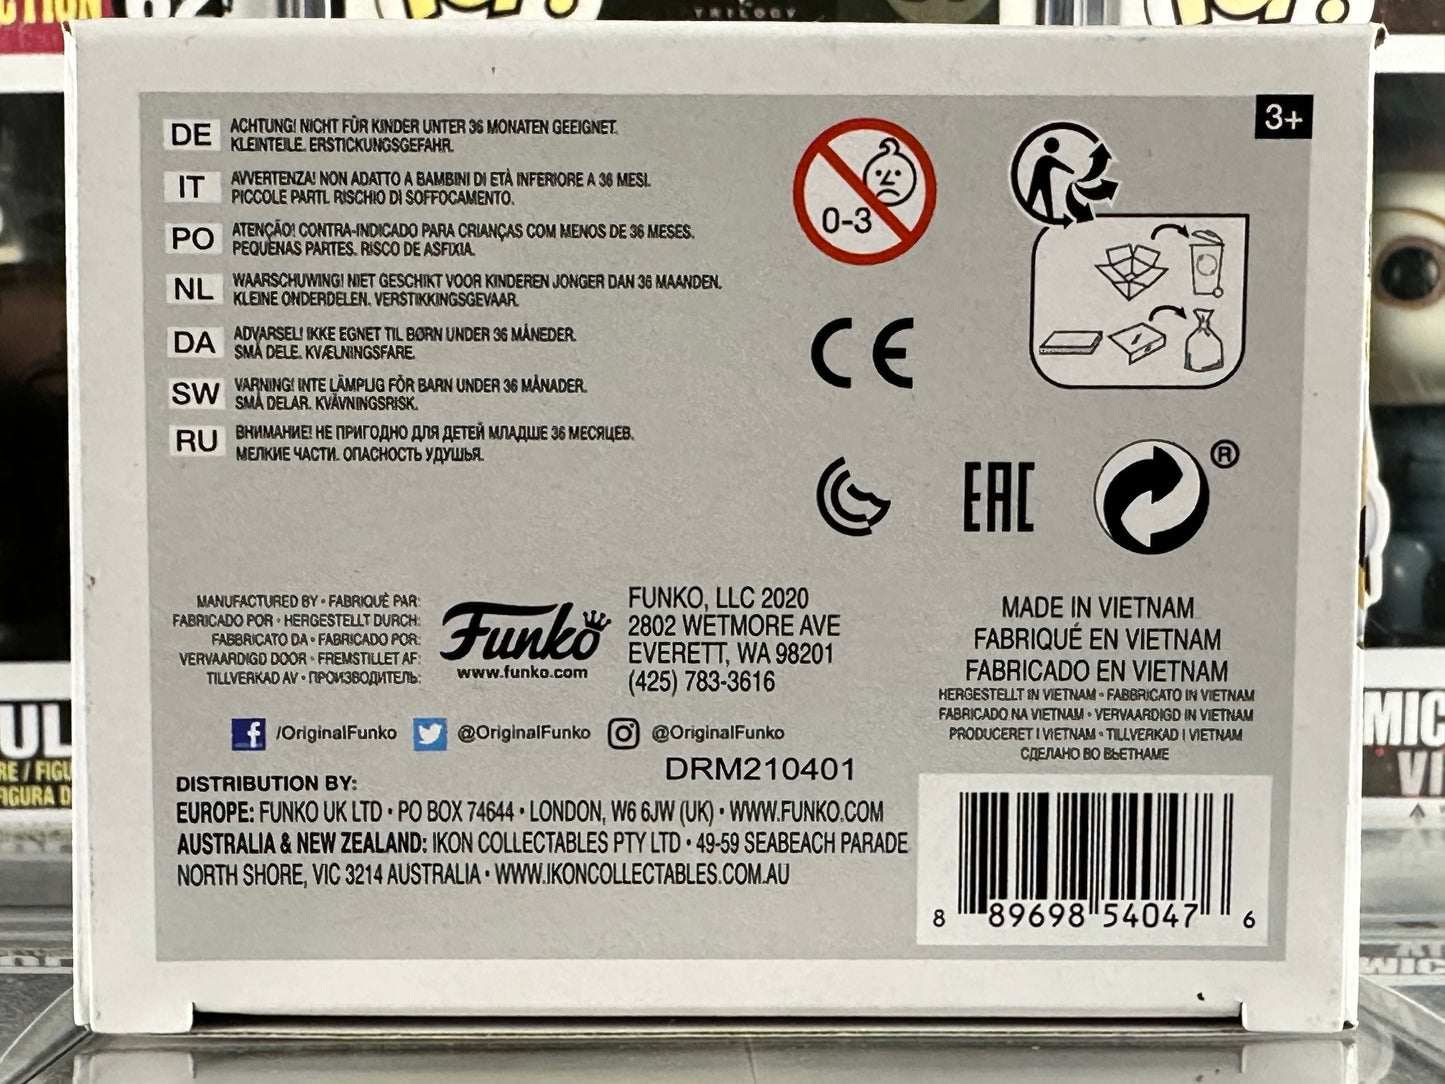 TRILOGY
3+
DE ACHTUNG! NICHT FÜR KINDER UNTER 36 MONATEN GEEIGNET.
KLEINTEILE. ERSTICKUNGSGEFAHR.
IT AVVERTENZA! NON ADATTO A BAMBINI DI ETÀ INFERIORE A 36 MESI.
PICCOLE PARTI. RISCHIO DI SOFFOCAMENTO.
PO ATENÇÃO! CONTRA-INDICADO PARA CRIANÇAS COM MENOS DE 36 MESES.
PEQUENAS PARTES. RISCO DE ASFIXIA.
NL WAARSCHUWING! NIET GESCHIKT VOOR KINDEREN JONGER DAN 36 MAANDEN.
KLEINE ONDERDELEN. VERSTIKKINGSGEVAAR.
DA ADVARSEL! IKKE EGNET TIL BØRN UNDER 36 MÅNEDER.
SMÅ DELE. KVÆLNINGSFARE.
SW VARNING! INTE LÄMPLIG FÖR BARN UNDER 36 MÅNADER.
SMÅ DELAR. KVÄVNINGSRISK.
RU ВНИМАНИЕ! НЕ ПРИГОДНО ДЛЯ ДЕТЕЙ МЛАДШЕ 36 МЕСЯЦЕВ.
МЕЛКИЕ ЧАСТИ. ОПАСНОСТЬ УДУШЬЯ.
0-3
CE
EAC
®
MANUFACTURED BY • FABRIQUÈ PAR:
FABRICADO POR • HERGESTELLT DURCH:
FABBRICATO DA • FABRICADO POR:
VERVAARDIGD DOOR • FREMSTILLET AF:
TILLVERKAD AV • ПРОИЗВОДИТЕЛЬ:
Funko
www.funko.com
FUNKO, LLC 2020
2802 WETMORE AVE
EVERETT, WA 98201
(425) 783-3616
MADE IN VIETNAM
FABRIQUÉ EN VIETNAM
FABRICADO EN VIETNAM
HERGESTELLT IN VIETNAM • FABBRICATO IN VIETNAM
FABRICADO NA VIETNAM • VERVAARDIGD IN VIETNAM
PRODUCERET I VIETNAM • TILLVERKAD I VIETNAM
СДЕЛАНО ВО ВЬЕТНАМЕ
/OriginalFunko @OriginalFunko @OriginalFunko
DRM210401
DISTRIBUTION BY:
EUROPE: FUNKO UK LTD • PO BOX 74644 • LONDON, W6 6JW (UK) • WWW.FUNKO.COM
AUSTRALIA & NEW ZEALAND: IKON COLLECTABLES PTY LTD • 49-59 SEABEACH PARADE
NORTH SHORE, VIC 3214 AUSTRALIA • WWW.IKONCOLLECTABLES.COM.AU
8 89698 54047 6